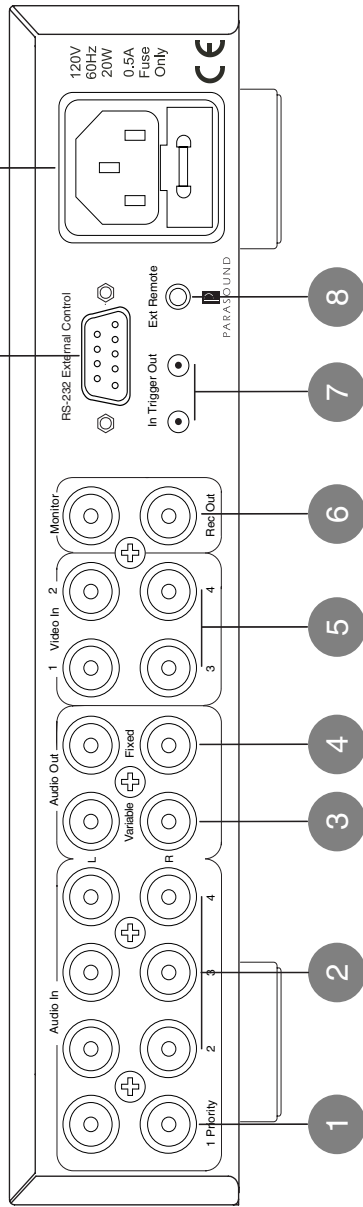 Audio In
1 Priority
2
3
4
L
R
Audio Out
Variable
Fixed
Video In
1
2
3
4
Monitor
Rec Out
RS-232 External Control
In Trigger Out
Ext Remote
PARASOUND
120V
60Hz
20W
0.5A
Fuse
Only
CE
1
2
3
4
5
6
7
8